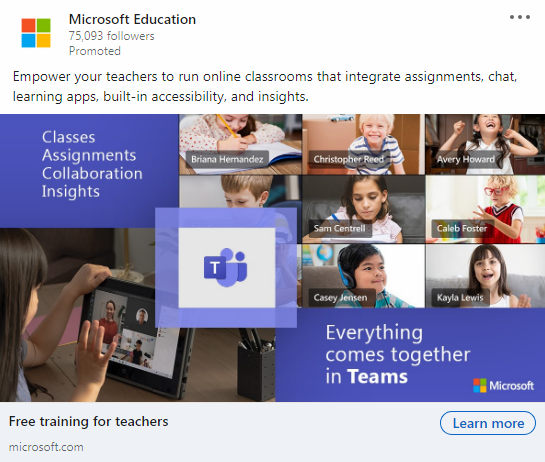 Microsoft Education
75,093 followers
Promoted
Empower your teachers to run online classrooms that integrate assignments, chat,
learning apps, built-in accessibility, and insights.
Classes
Assignments
Collaboration
Insights
Briana Hernandez
Christopher Reed
Avery Howard
Sam Centrell
Caleb Foster
T
Casey Jensen
Kayla Lewis
Everything
comes together
in Teams
Microsoft
Free training for teachers
Learn more
microsoft.com